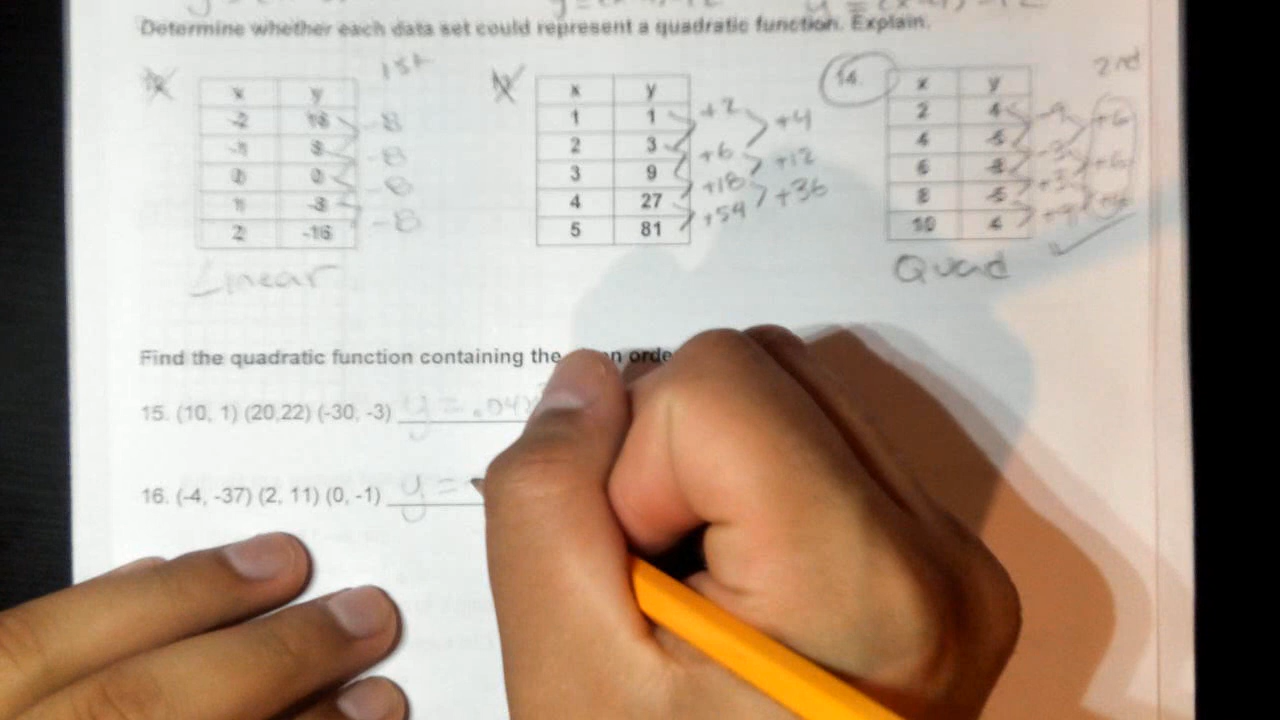 Determine whether each data set could represent a quadratic function. Explain.
1st
2nd
14.
x y
-2 16
-1 8
0 0
1 -8
2 -16
-8
-8
-8
-8
Linear
x y
1 1
2 3
3 9
4 27
5 81
+2
+6
+18
+54
+4
+12
+36
x y
2 4
4 -5
6 -8
8 -5
10 4
+6
+6
Quad
Find the quadratic function containing the
15. (10, 1) (20,22) (-30, -3) y = .04
16. (-4, -37) (2, 11) (0, -1) y =